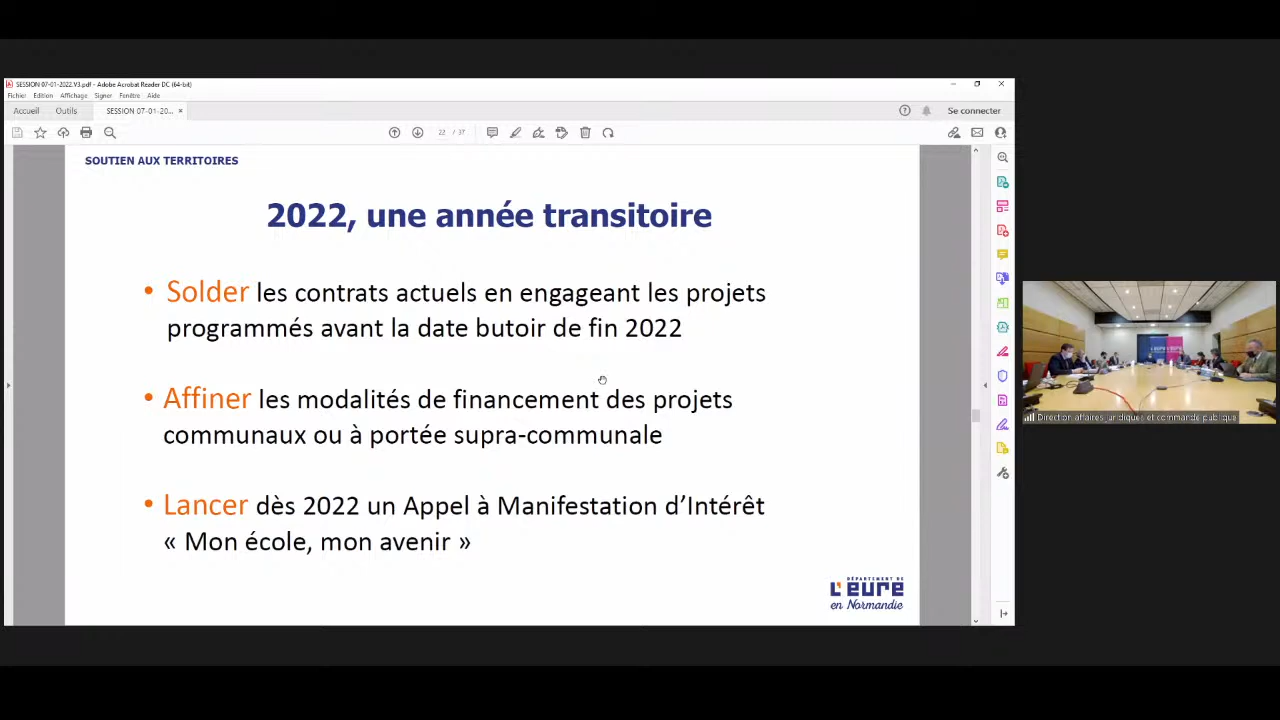 SESSION 07-01-2022.V3.pdf - Adobe Acrobat Reader DC (64-bit)
Fichier Edition Affichage Signer Fenêtre Aide
Accueil Outils SESSION 07-01-20... × Se connecter
22 / 37
SOUTIEN AUX TERRITOIRES
2022, une année transitoire
• Solder les contrats actuels en engageant les projets
programmés avant la date butoir de fin 2022
• Affiner les modalités de financement des projets
communaux ou à portée supra-communale
• Lancer dès 2022 un Appel à Manifestation d’Intérêt
« Mon école, mon avenir »
DÉPARTEMENT DE
L'eure
en Normandie
Direction affaires juridiques et commande publique